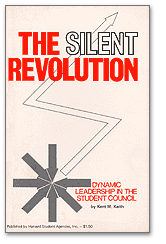 THE SILENT
REVOLUTION
DYNAMIC
LEADERSHIP IN THE
STUDENT COUNCIL
by Kent M. Keith
Published by Harvard Student Agencies, Inc. - $1.50